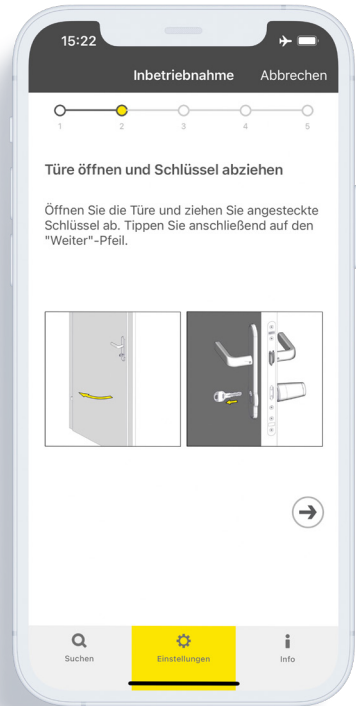 15:22
Inbetriebnahme Abbrechen
1 2 3 4 5
Türe öffnen und Schlüssel abziehen
Öffnen Sie die Türe und ziehen Sie angesteckte
Schlüssel ab. Tippen Sie anschließend auf den
"Weiter"-Pfeil.
Suchen Einstellungen Info